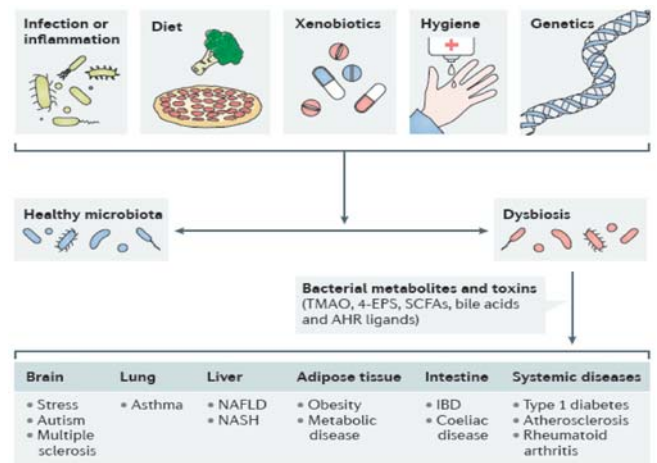 Infection or
inflammation
Diet
Xenobiotics
Hygiene
Genetics
Healthy microbiota
Dysbiosis
Bacterial metabolites and toxins
(TMAO, 4-EPS, SCFAs, bile acids
and AHR ligands)
Brain Lung Liver Adipose tissue Intestine Systemic diseases
• Stress • Asthma • NAFLD • Obesity • IBD • Type 1 diabetes
• Autism • NASH • Metabolic • Coeliac • Atherosclerosis
• Multiple disease disease • Rheumatoid
sclerosis arthritis